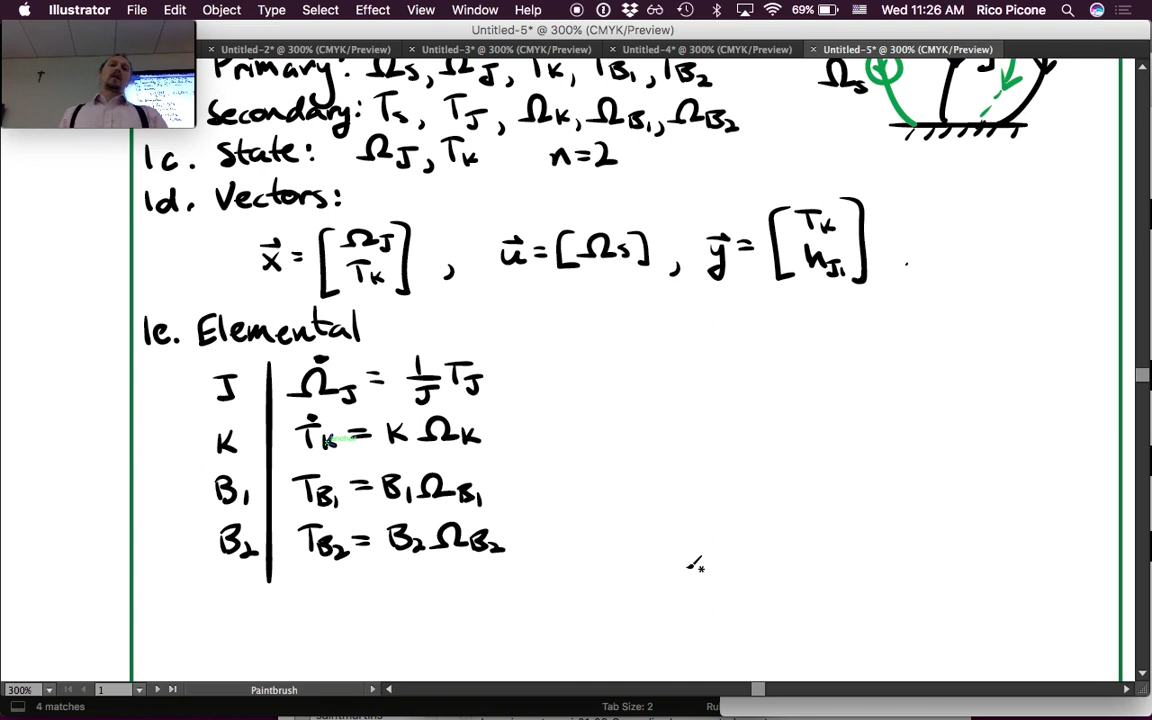 Illustrator File Edit Object Type Select Effect View Window Help 69% Wed 11:26 AM Rico Picone
Untitled-5* @ 300% (CMYK/Preview)
Untitled-2* @ 300% (CMYK/Preview) Untitled-3* @ 300% (CMYK/Preview) Untitled-4* @ 300% (CMYK/Preview) Untitled-5* @ 300% (CMYK/Preview)
Primary: Ωs, ΩJ, TK, TB1, TB2
Ωs
J
Secondary: Ts, TJ, ΩK, ΩB1, ΩB2
1c. State: ΩJ, TK n=2
1d. Vectors:
x⃗ = [ΩJ TK], u⃗ = [Ωs], y⃗ = [TK hJ1].
1e. Elemental
J | Ω̇J = 1/J TJ
K | ṪK = K ΩK
B1 | TB1 = B1 ΩB1
B2 | TB2 = B2 ΩB2
300% 1 Paintbrush
4 matches Tab Size: 2